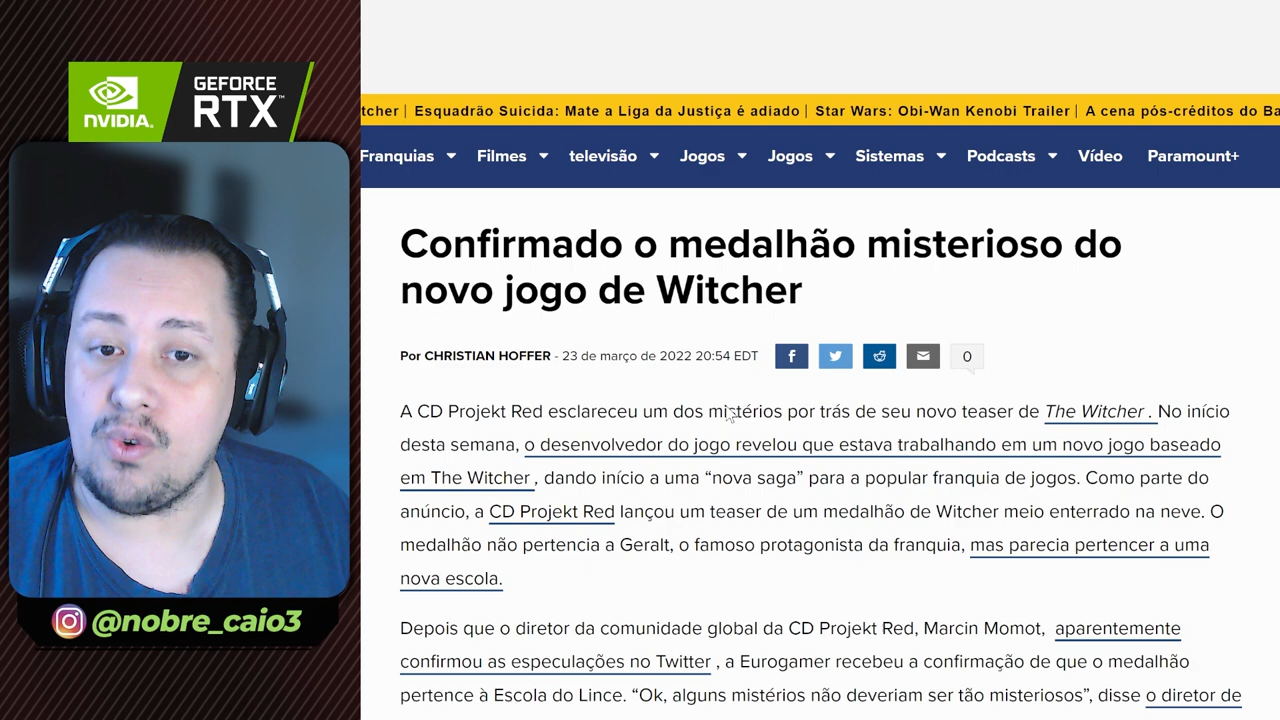 NVIDIA.
GEFORCE
RTX™
tcher | Esquadrão Suicida: Mate a Liga da Justiça é adiado | Star Wars: Obi-Wan Kenobi Trailer | A cena pós-créditos do Ba
Franquias Filmes televisão Jogos Jogos Sistemas Podcasts Vídeo Paramount+
Confirmado o medalhão misterioso do
novo jogo de Witcher
Por CHRISTIAN HOFFER - 23 de março de 2022 20:54 EDT 0
A CD Projekt Red esclareceu um dos mistérios por trás de seu novo teaser de The Witcher . No início
desta semana, o desenvolvedor do jogo revelou que estava trabalhando em um novo jogo baseado
em The Witcher , dando início a uma “nova saga” para a popular franquia de jogos. Como parte do
anúncio, a CD Projekt Red lançou um teaser de um medalhão de Witcher meio enterrado na neve. O
medalhão não pertencia a Geralt, o famoso protagonista da franquia, mas parecia pertencer a uma
nova escola.
Depois que o diretor da comunidade global da CD Projekt Red, Marcin Momot, aparentemente
confirmou as especulações no Twitter , a Eurogamer recebeu a confirmação de que o medalhão
pertence à Escola do Lince. “Ok, alguns mistérios não deveriam ser tão misteriosos”, disse o diretor de
@nobre_caio3